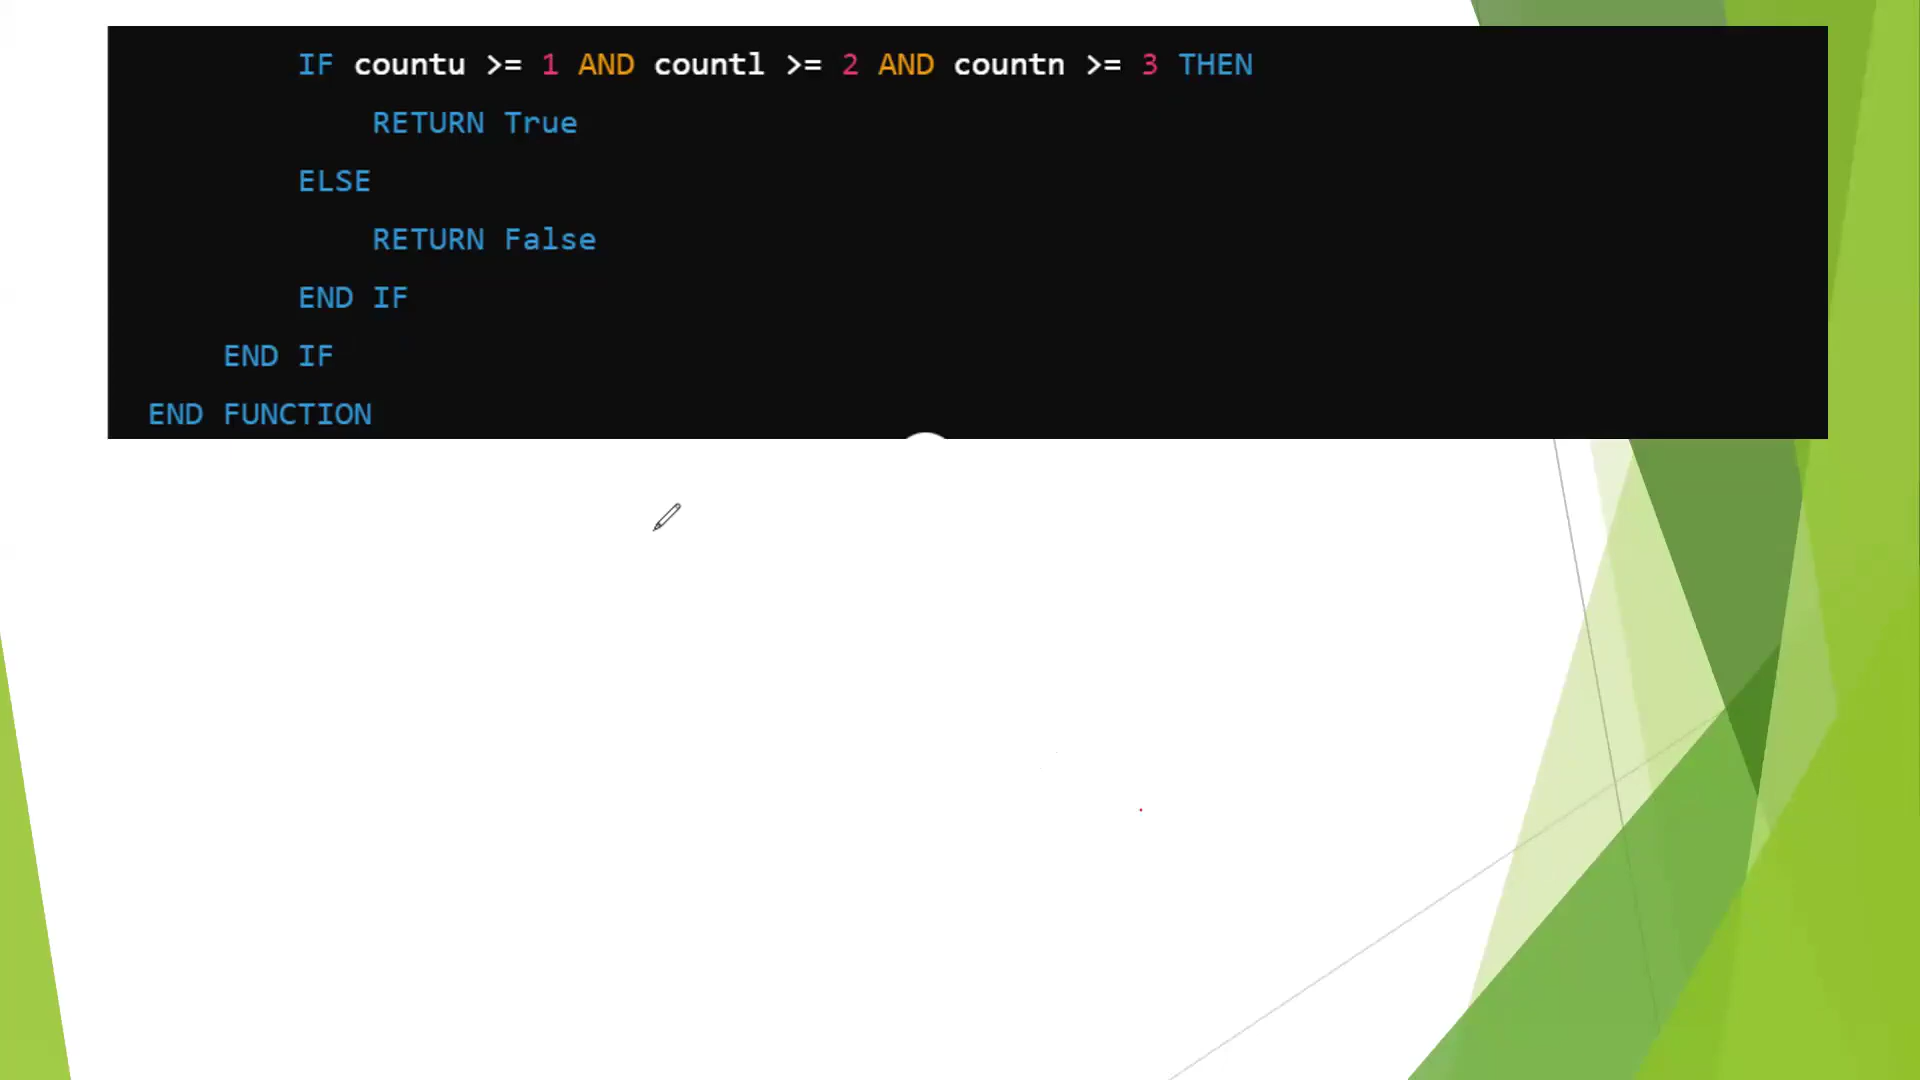 IF countu >= 1 AND countl >= 2 AND countn >= 3 THEN
RETURN True
ELSE
RETURN False
END IF
END IF
END FUNCTION